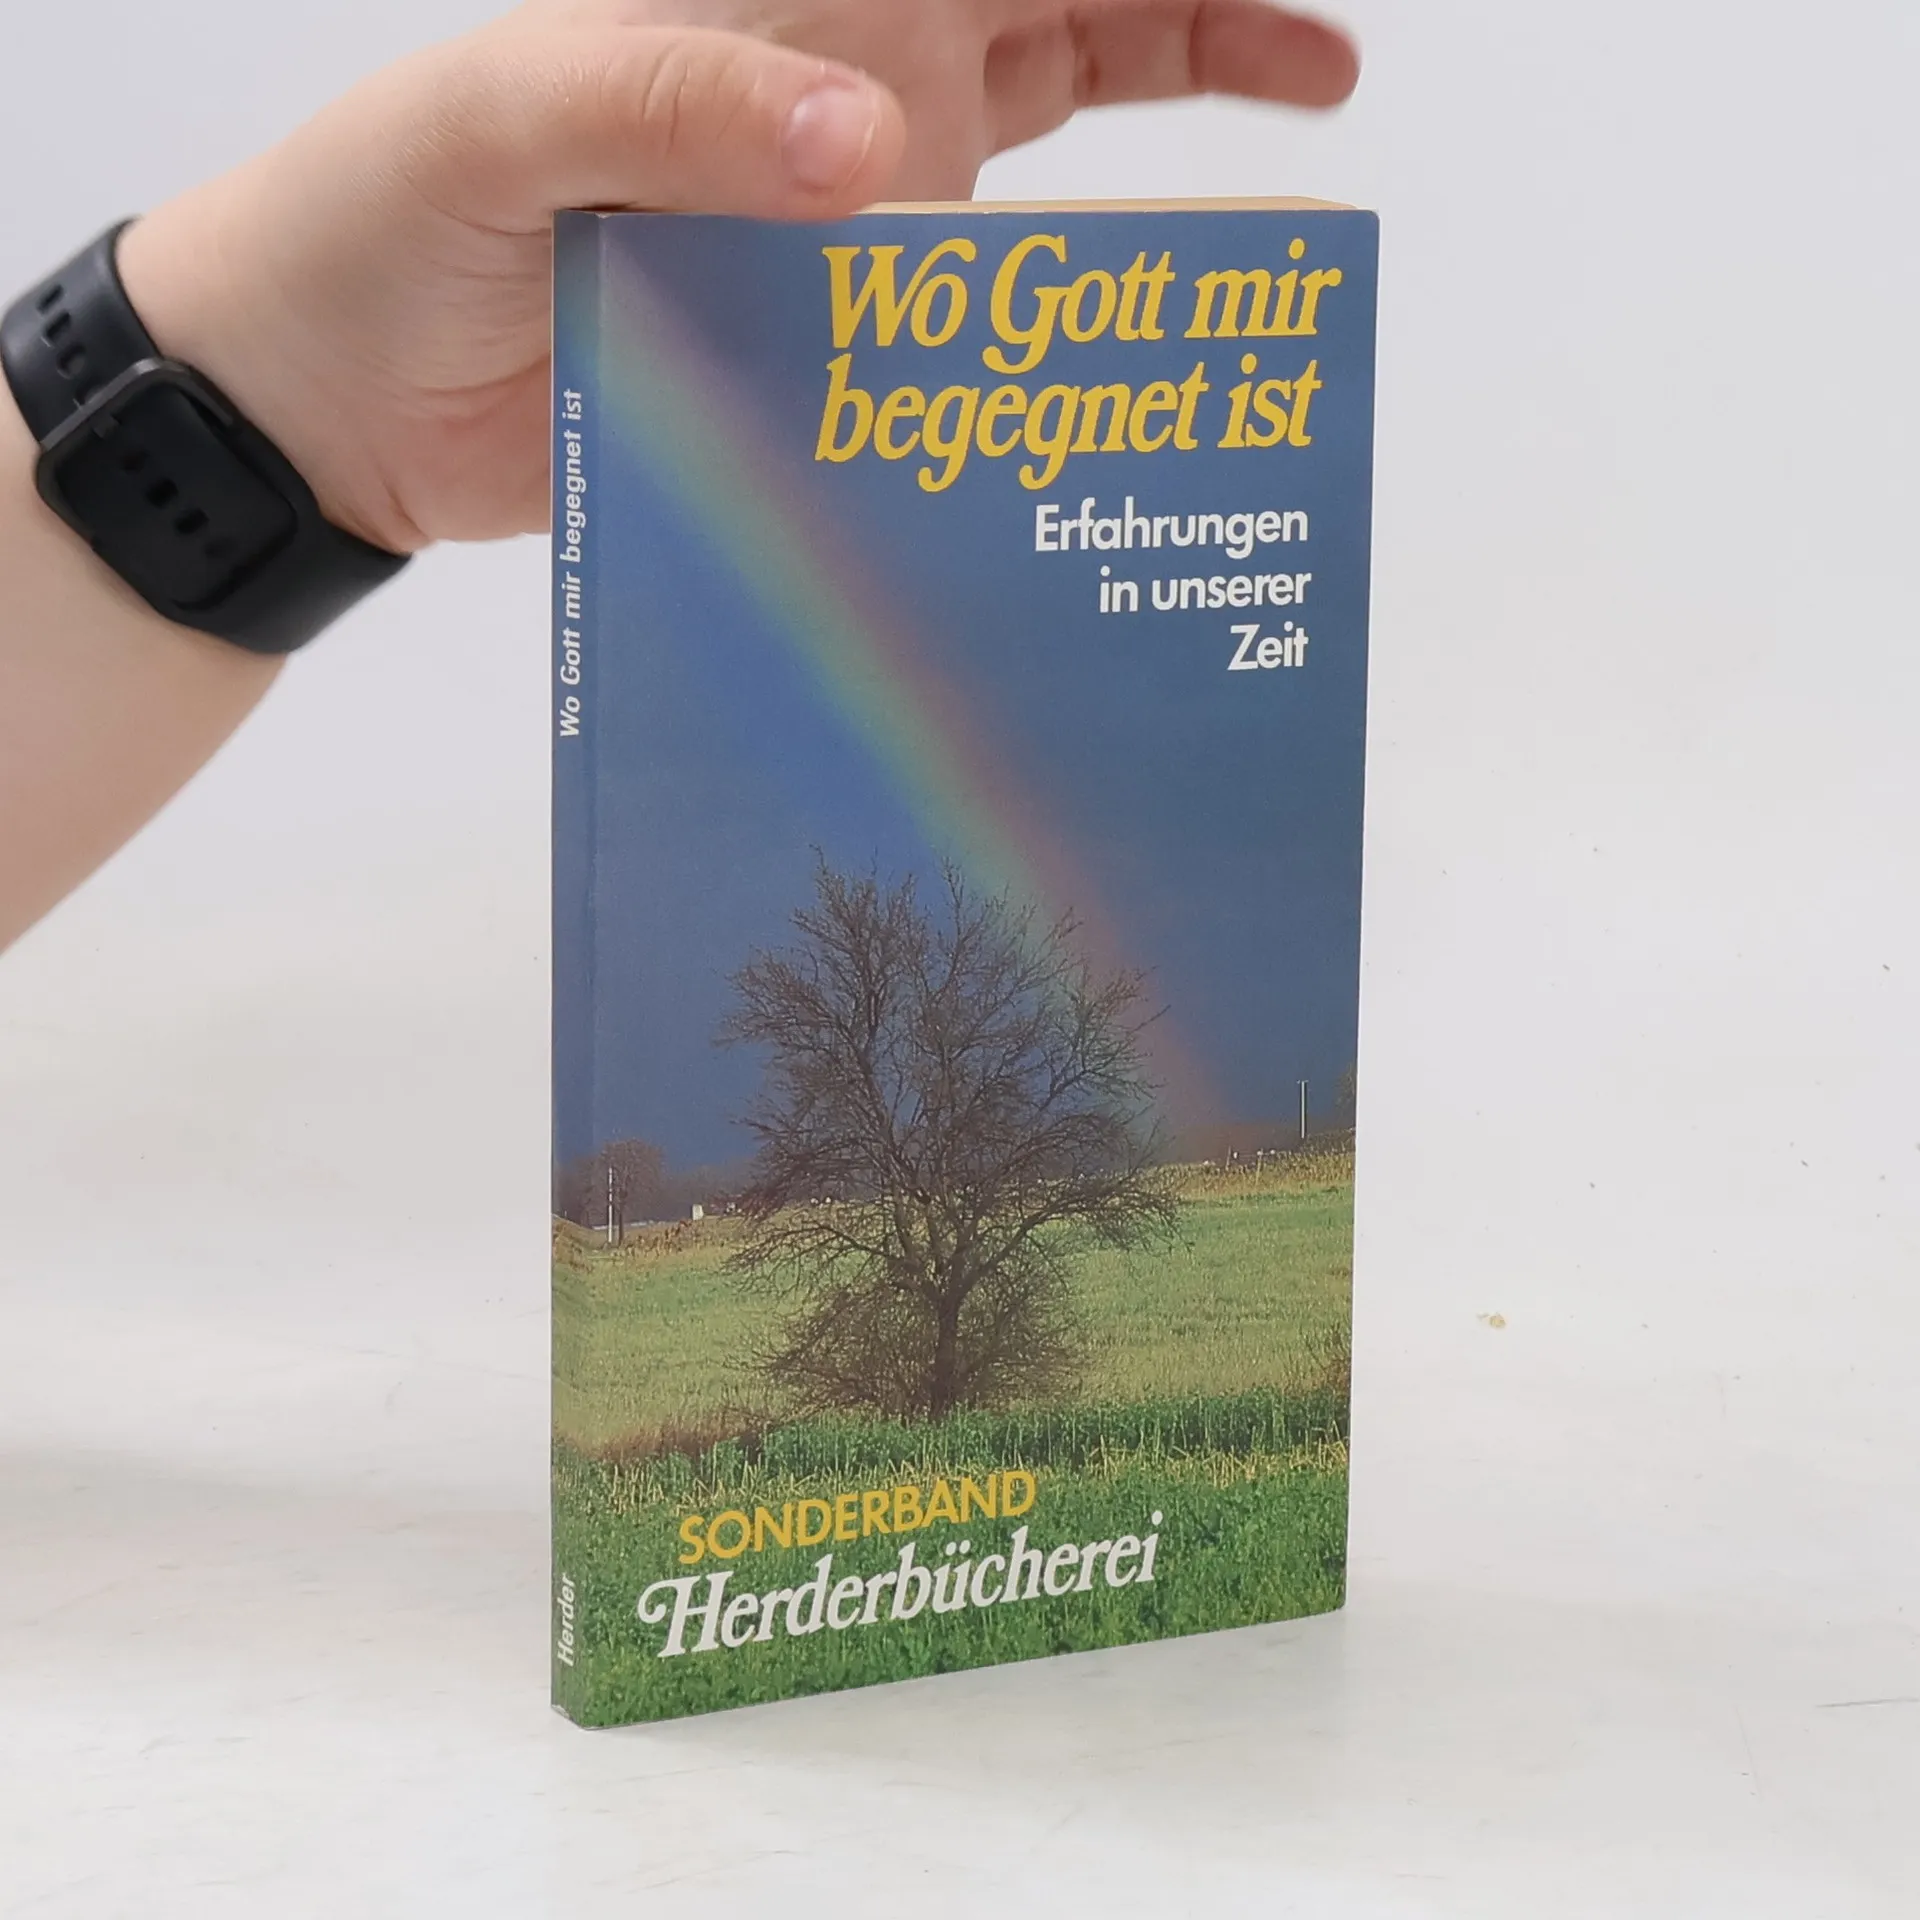 Wo Gott mir
begegnet ist
Erfahrungen
in unserer
Zeit
SONDERBAND
Herderbücherei
Wo Gott mir begegnet ist
Herder